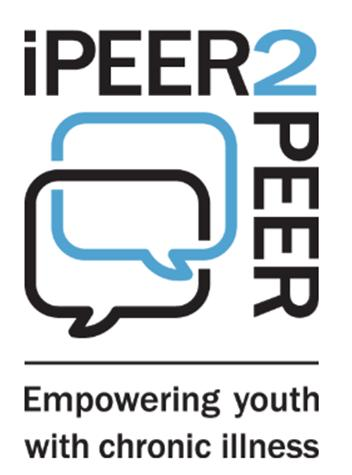 iPEER2
PEER
Empowering youth
with chronic illness